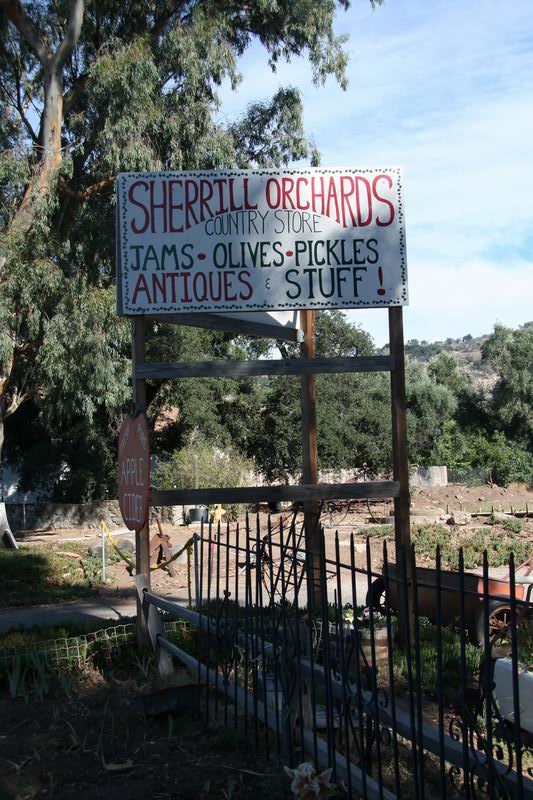 SHERRILL ORCHARDS
COUNTRY STORE
JAMS • OLIVES • PICKLES
ANTIQUES & STUFF!
APPLE
CIDER